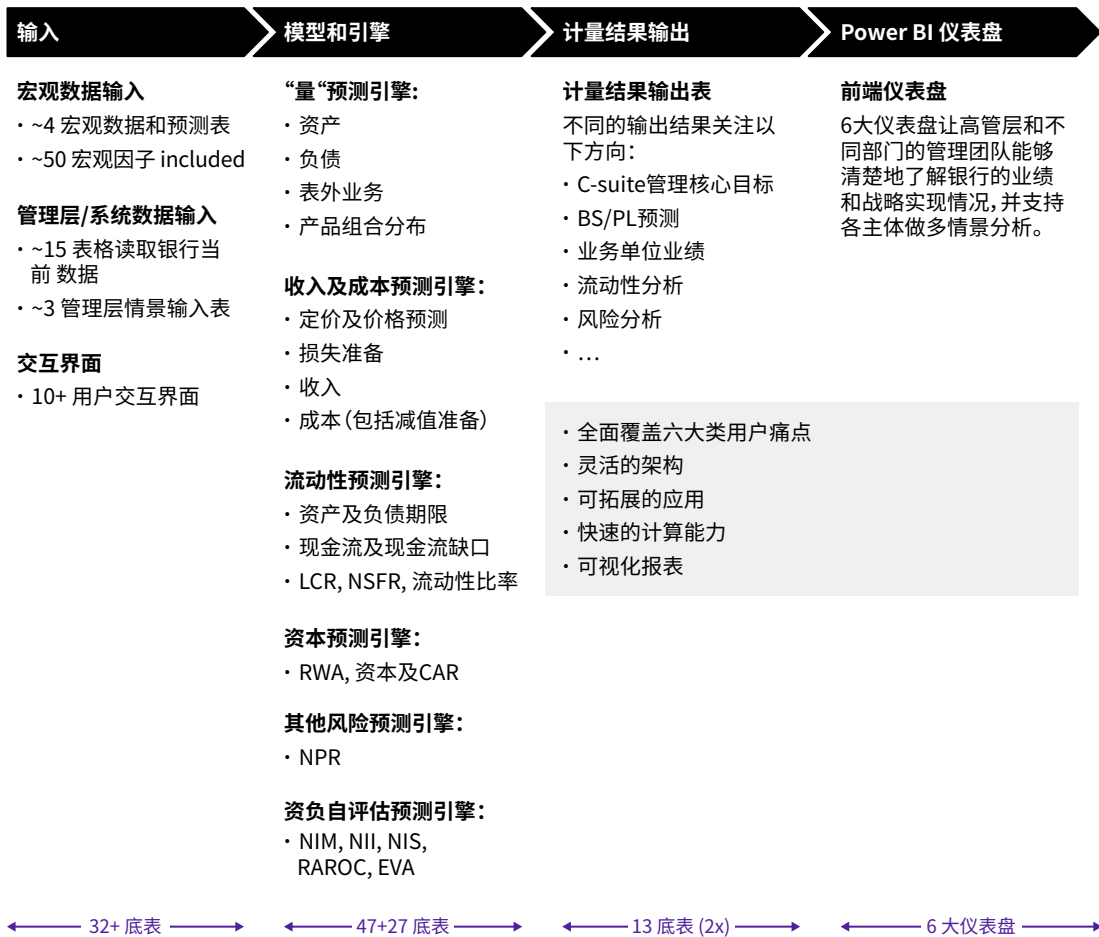 输入
模型和引擎
计量结果输出
Power BI 仪表盘
宏观数据输入
· ~4 宏观数据和预测表
· ~50 宏观因子 included
管理层/系统数据输入
· ~15 表格读取银行当
前 数据
· ~3 管理层情景输入表
交互界面
· 10+ 用户交互界面
“量“预测引擎:
· 资产
· 负债
· 表外业务
· 产品组合分布
收入及成本预测引擎：
· 定价及价格预测
· 损失准备
· 收入
· 成本（包括减值准备）
流动性预测引擎：
· 资产及负债期限
· 现金流及现金流缺口
· LCR, NSFR, 流动性比率
资本预测引擎：
· RWA, 资本及CAR
其他风险预测引擎：
· NPR
资负自评估预测引擎：
· NIM, NII, NIS,
RAROC, EVA
计量结果输出表
不同的输出结果关注以
下方向：
· C-suite管理核心目标
· BS/PL预测
· 业务单位业绩
· 流动性分析
· 风险分析
· …
前端仪表盘
6大仪表盘让高管层和不
同部门的管理团队能够
清楚地了解银行的业绩
和战略实现情况，并支持
各主体做多情景分析。
· 全面覆盖六大类用户痛点
· 灵活的架构
· 可拓展的应用
· 快速的计算能力
· 可视化报表
32+ 底表
47+27 底表
13 底表 (2x)
6 大仪表盘